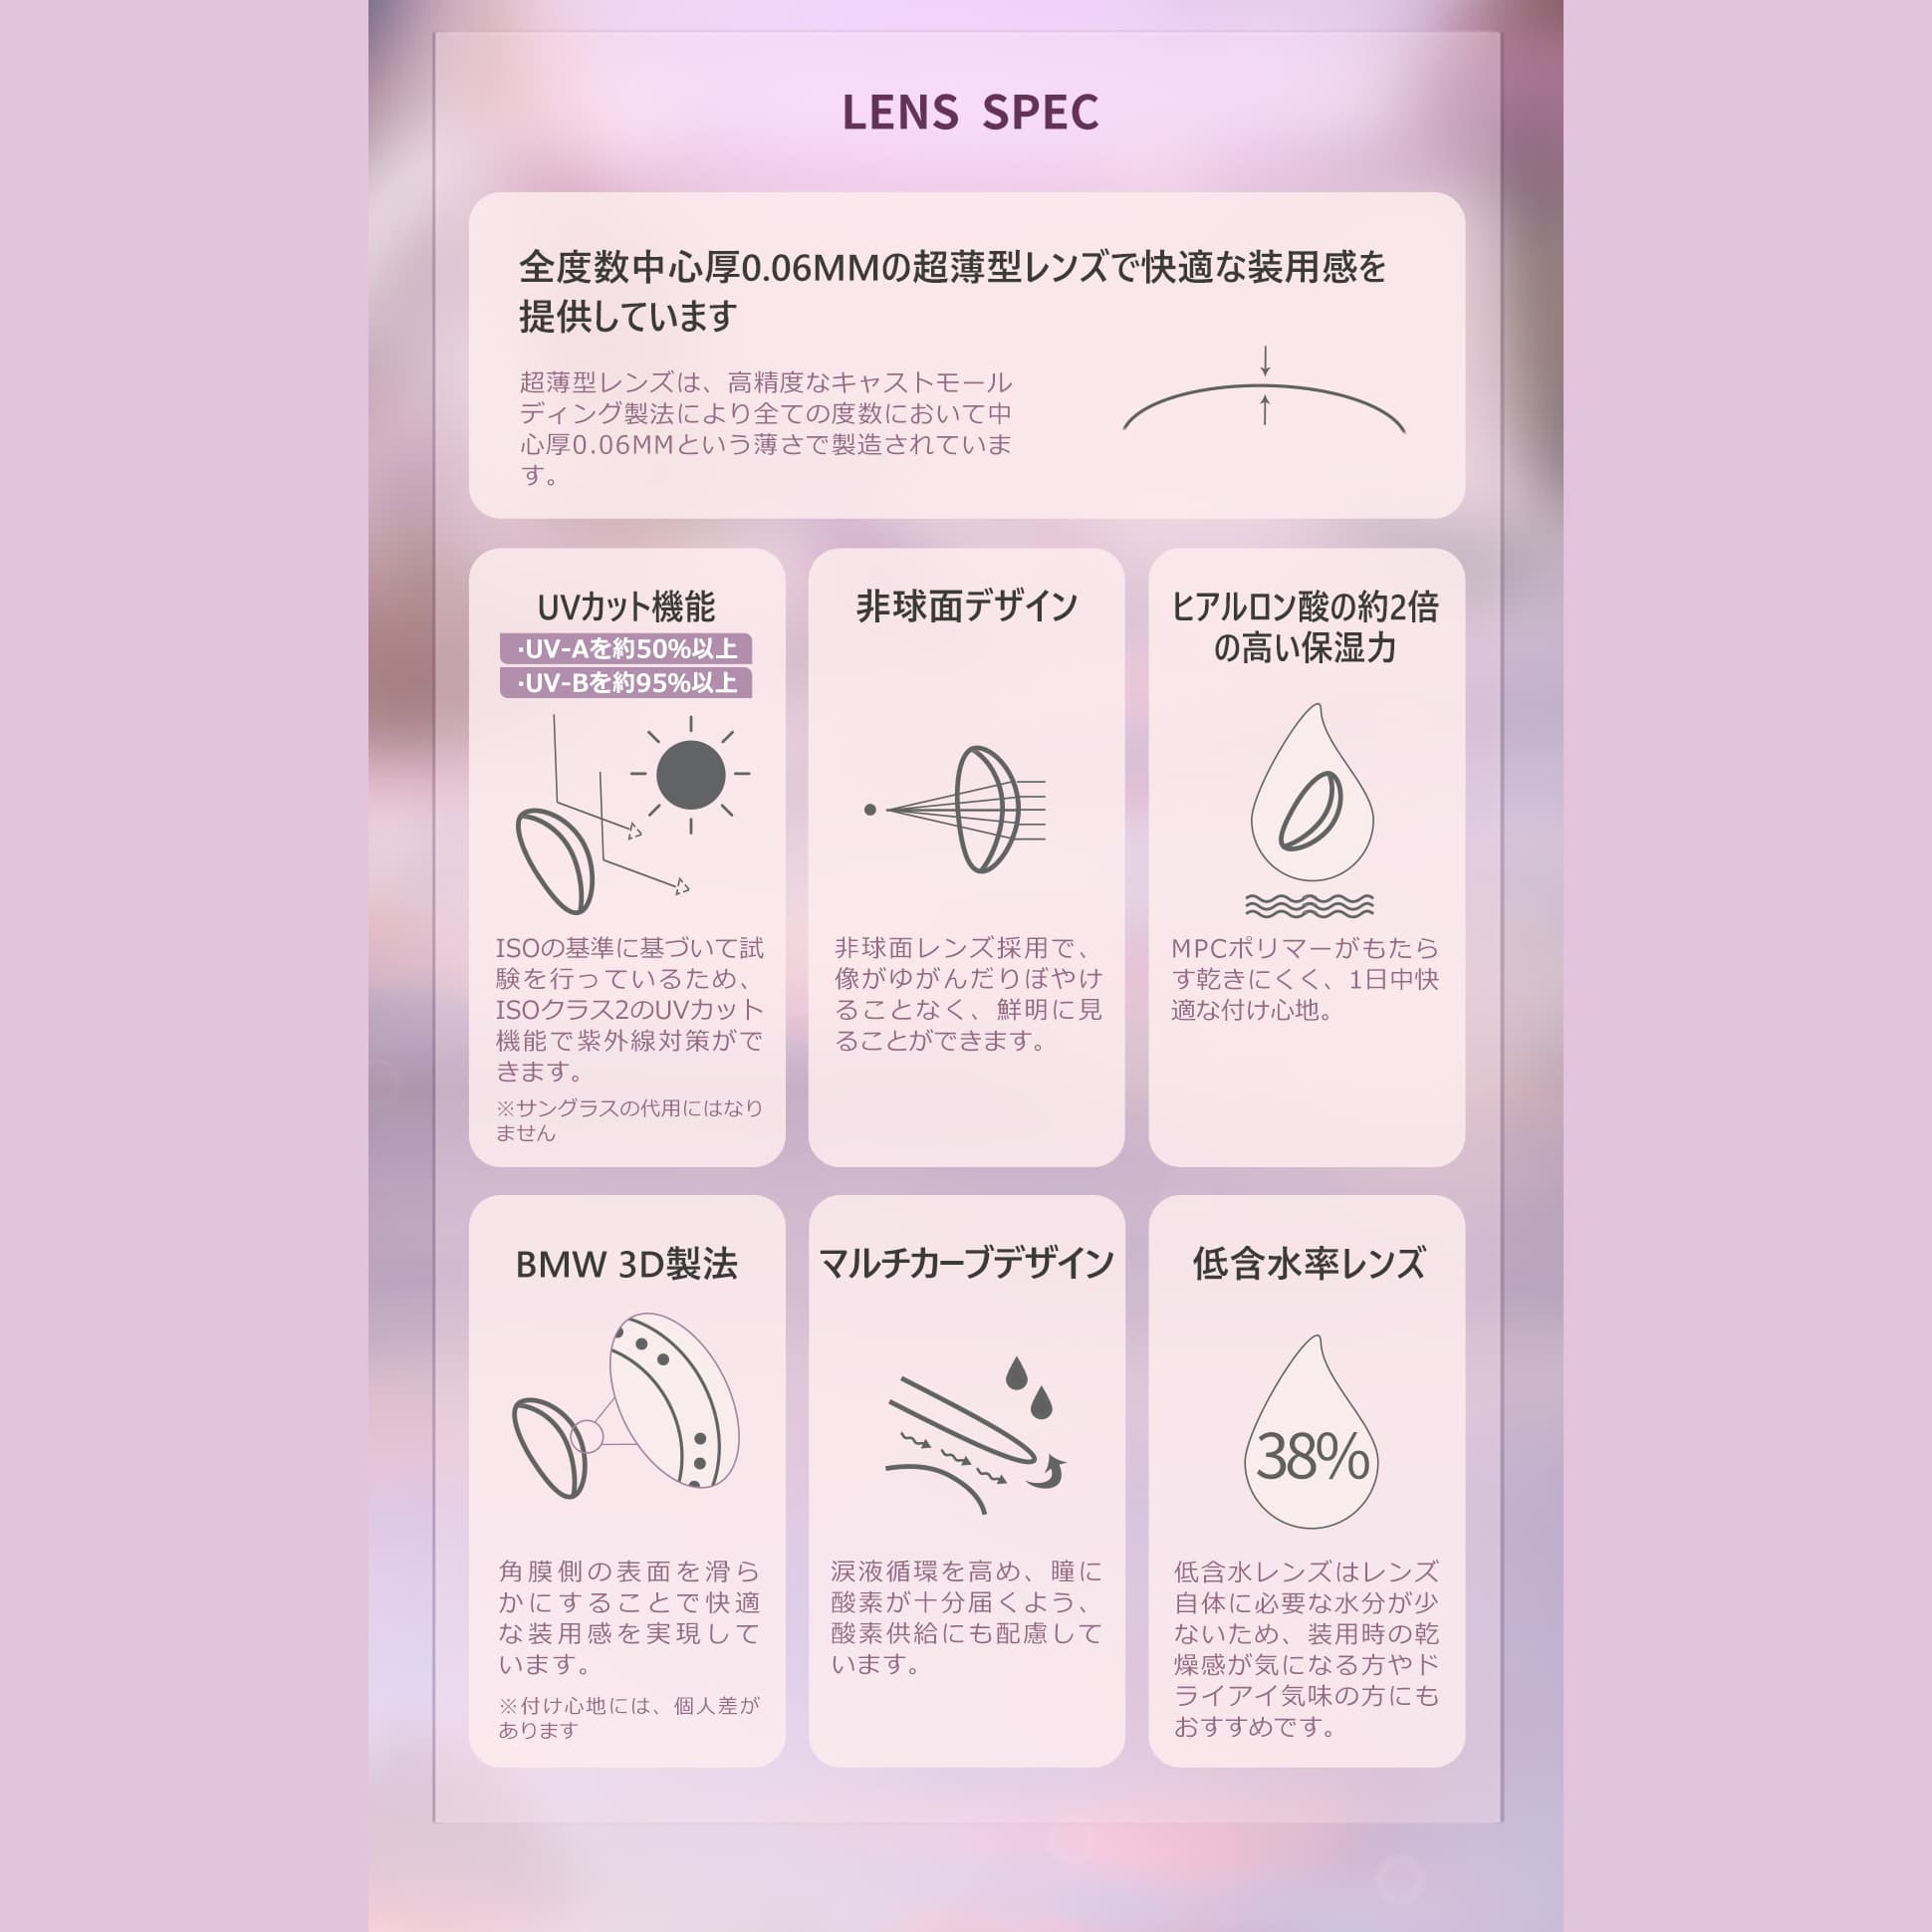 LENS SPEC
全度数中心厚0.06MMの超薄型レンズで快適な装用感を
提供しています
超薄型レンズは、高精度なキャストモール
ディング製法により全ての度数において中
心厚0.06MMという薄さで製造されていま
す。
UVカット機能
·UV-Aを約50%以上
·UV-Bを約95%以上
ISOの基準に基づいて試
験を行っているため、
ISOクラス2のUVカット
機能で紫外線対策がで
きます。
※サングラスの代用にはなり
ません
非球面デザイン
非球面レンズ採用で、
像がゆがんだりぼやけ
ることなく、鮮明に見
ることができます。
ヒアルロン酸の約2倍
の高い保湿力
MPCポリマーがもたら
す乾きにくく、1日中快
適な付け心地。
BMW 3D製法
角膜側の表面を滑ら
かにすることで快適
な装用感を実現して
います。
※付け心地には、個人差が
あります
マルチカーブデザイン
涙液循環を高め、瞳に
酸素が十分届くよう、
酸素供給にも配慮して
います。
低含水率レンズ
38%
低含水レンズはレンズ
自体に必要な水分が少
ないため、装用時の乾
燥感が気になる方やド
ライアイ気味の方にも
おすすめです。